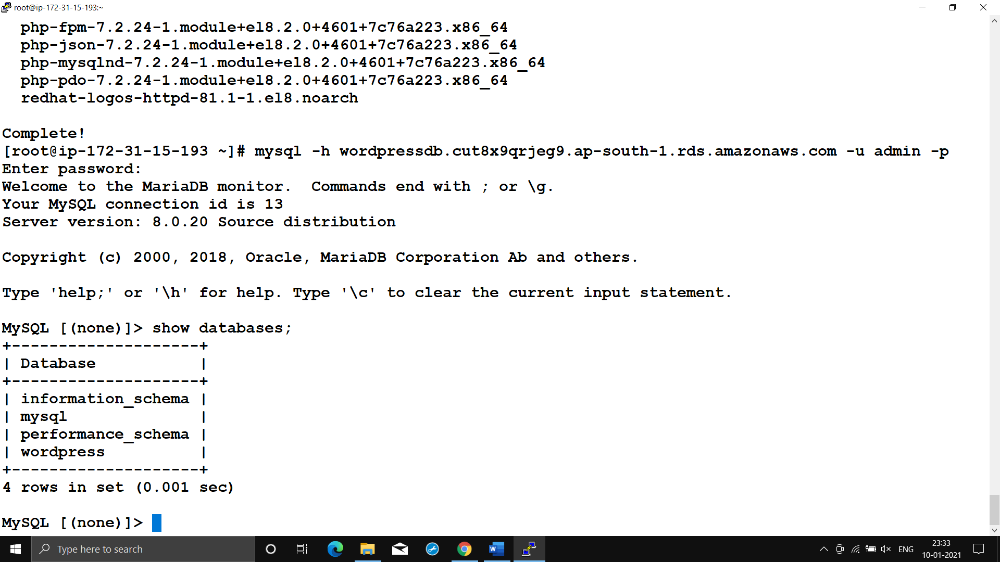 root@ip-172-31-15-193:~
php-fpm-7.2.24-1.module+el8.2.0+4601+7c76a223.x86_64
php-json-7.2.24-1.module+el8.2.0+4601+7c76a223.x86_64
php-mysqlnd-7.2.24-1.module+el8.2.0+4601+7c76a223.x86_64
php-pdo-7.2.24-1.module+el8.2.0+4601+7c76a223.x86_64
redhat-logos-httpd-81.1-1.el8.noarch
Complete!
[root@ip-172-31-15-193 ~]# mysql -h wordpressdb.cut8x9qrjeg9.ap-south-1.rds.amazonaws.com -u admin -p
Enter password:
Welcome to the MariaDB monitor.  Commands end with ; or \g.
Your MySQL connection id is 13
Server version: 8.0.20 Source distribution
Copyright (c) 2000, 2018, Oracle, MariaDB Corporation Ab and others.
Type 'help;' or '\h' for help. Type '\c' to clear the current input statement.
MySQL [(none)]> show databases;
+--------------------+
| Database           |
+--------------------+
| information_schema |
| mysql              |
| performance_schema |
| wordpress          |
+--------------------+
4 rows in set (0.001 sec)
MySQL [(none)]>
Type here to search
W
ENG
23:33
10-01-2021